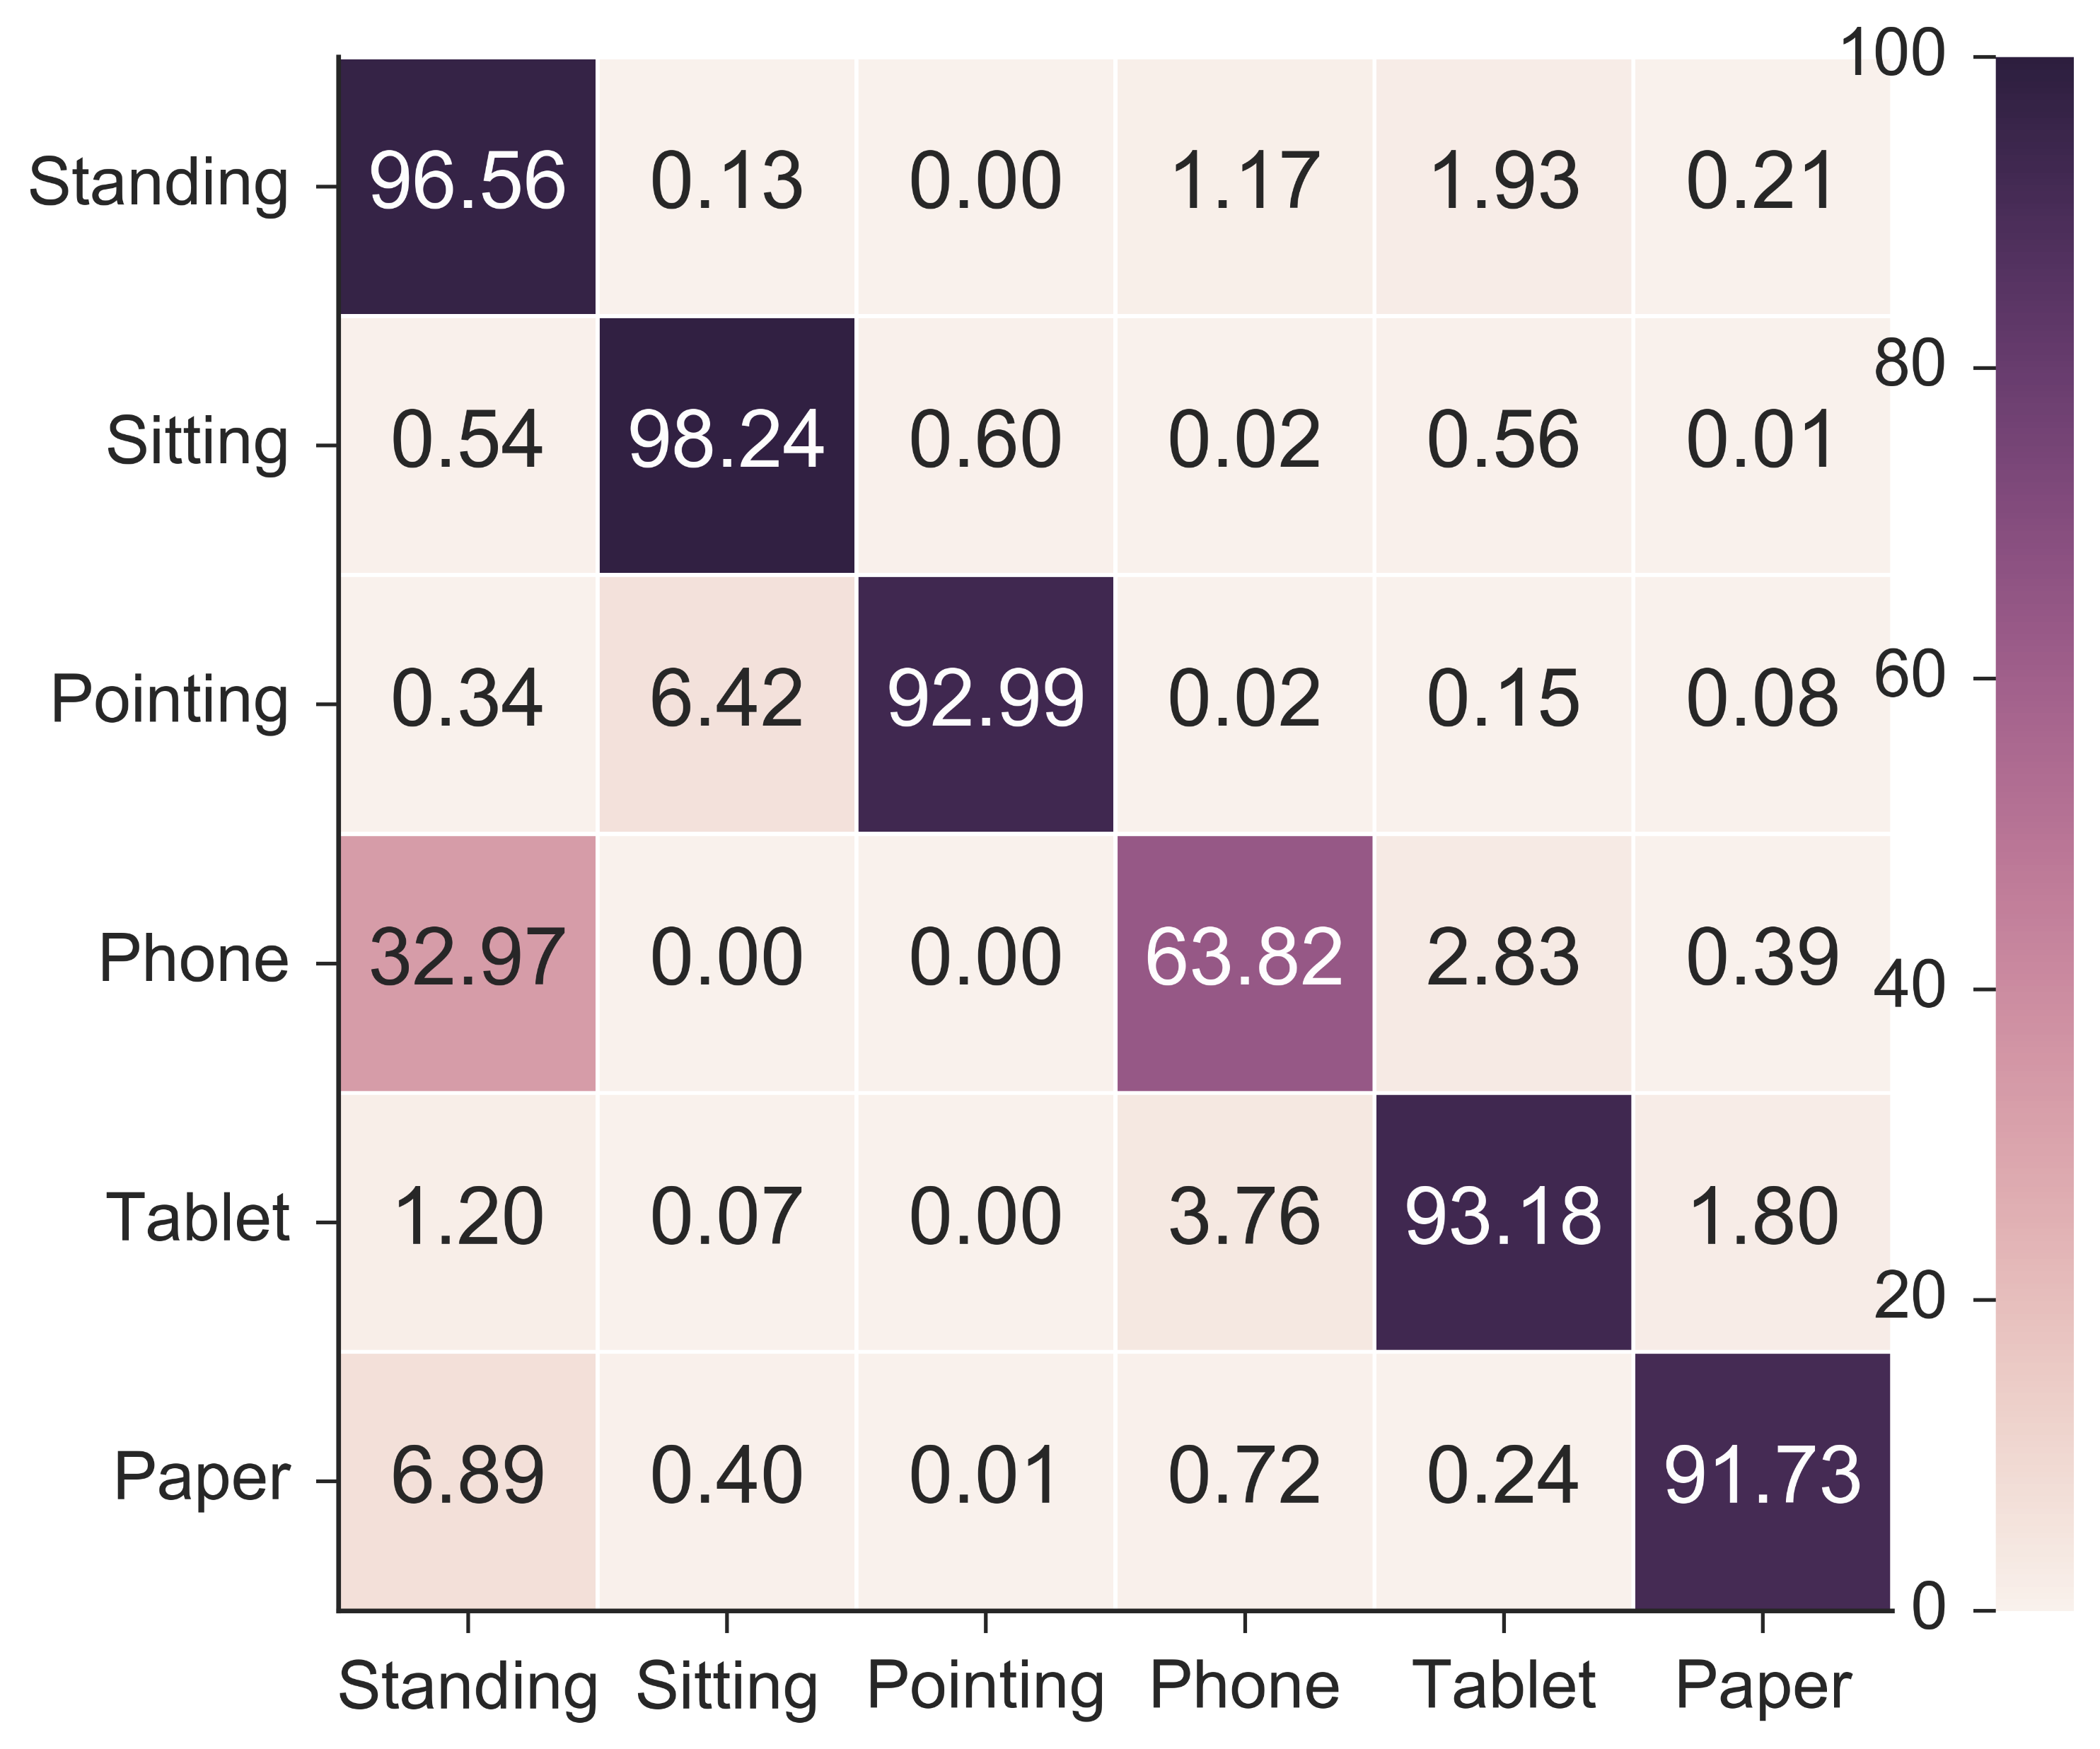 100
Standing 96.56 0.13 0.00 1.17 1.93 0.21
80
Sitting 0.54 98.24 0.60 0.02 0.56 0.01
60
Pointing 0.34 6.42 92.99 0.02 0.15 0.08
Phone 32.97 0.00 0.00 63.82 2.83 0.39
40
Tablet 1.20 0.07 0.00 3.76 93.18 1.80
20
Paper 6.89 0.40 0.01 0.72 0.24 91.73
0
Standing Sitting Pointing Phone Tablet Paper